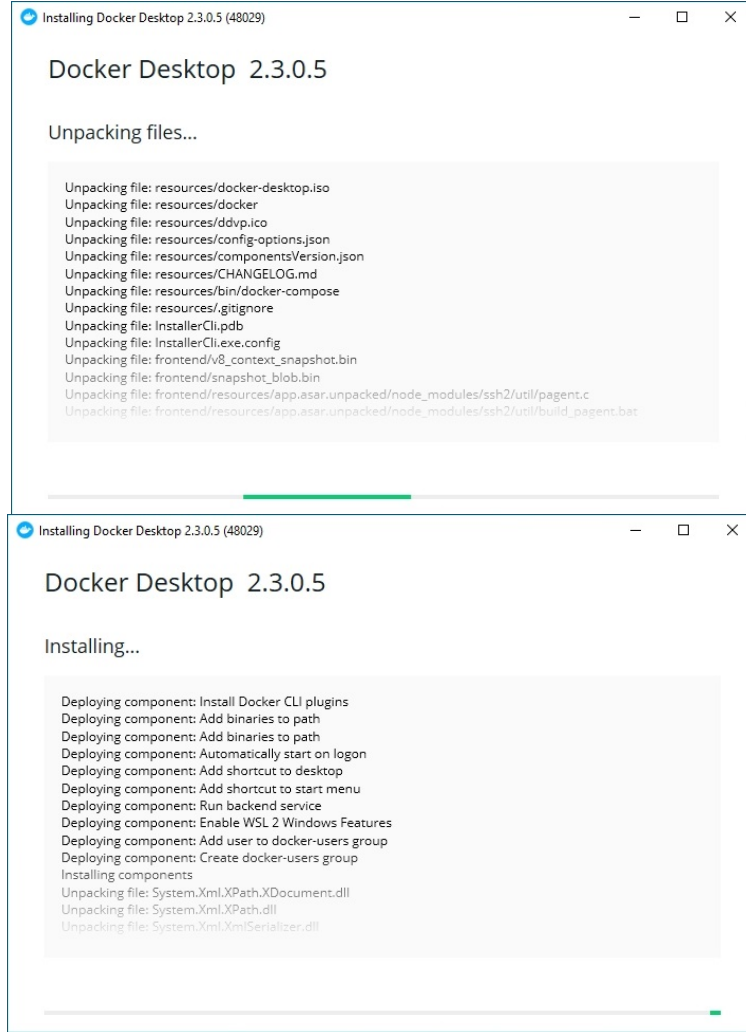 Installing Docker Desktop 2.3.0.5 (48029)
Docker Desktop 2.3.0.5
Unpacking files...
Unpacking file: resources/docker-desktop.iso
Unpacking file: resources/docker
Unpacking file: resources/ddvp.ico
Unpacking file: resources/config-options.json
Unpacking file: resources/componentsVersion.json
Unpacking file: resources/CHANGELOG.md
Unpacking file: resources/bin/docker-compose
Unpacking file: resources/.gitignore
Unpacking file: InstallerCli.pdb
Unpacking file: InstallerCli.exe.config
Unpacking file: frontend/v8_context_snapshot.bin
Unpacking file: frontend/snapshot_blob.bin
Unpacking file: frontend/resources/app.asar.unpacked/node_modules/ssh2/util/pagent.c
Unpacking file: frontend/resources/app.asar.unpacked/node_modules/ssh2/util/build_pagent.bat
Installing Docker Desktop 2.3.0.5 (48029)
Docker Desktop 2.3.0.5
Installing...
Deploying component: Install Docker CLI plugins
Deploying component: Add binaries to path
Deploying component: Add binaries to path
Deploying component: Automatically start on logon
Deploying component: Add shortcut to desktop
Deploying component: Add shortcut to start menu
Deploying component: Run backend service
Deploying component: Enable WSL 2 Windows Features
Deploying component: Add user to docker-users group
Deploying component: Create docker-users group
Installing components
Unpacking file: System.Xml.XPath.XDocument.dll
Unpacking file: System.Xml.XPath.dll
Unpacking file: System.Xml.XmlSerializer.dll